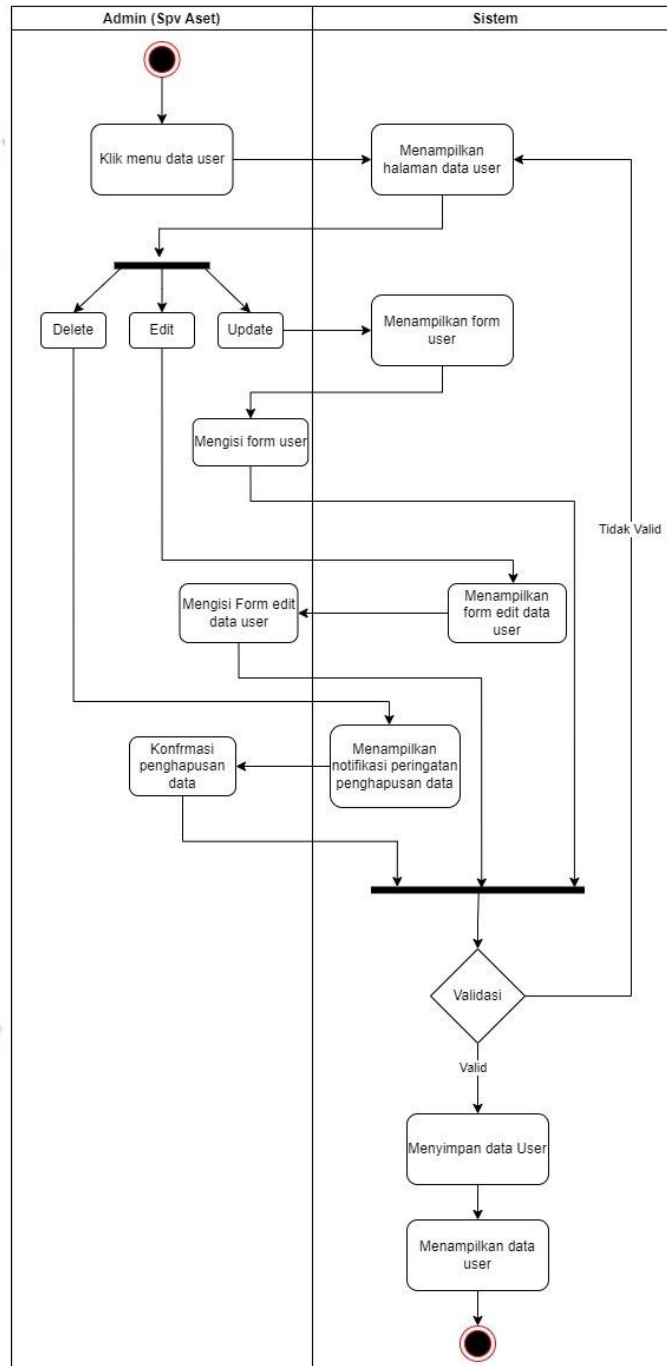 Admin (Spv Aset)
Sistem
Klik menu data user
Menampilkan
halaman data user
Delete
Edit
Update
Menampilkan form
user
Mengisi form user
Tidak Valid
Mengisi Form edit
data user
Menampilkan
form edit data
user
Konfrmasi
penghapusan
data
Menampilkan
notifikasi peringatan
penghapusan data
Validasi
Valid
Menyimpan data User
Menampilkan data
user